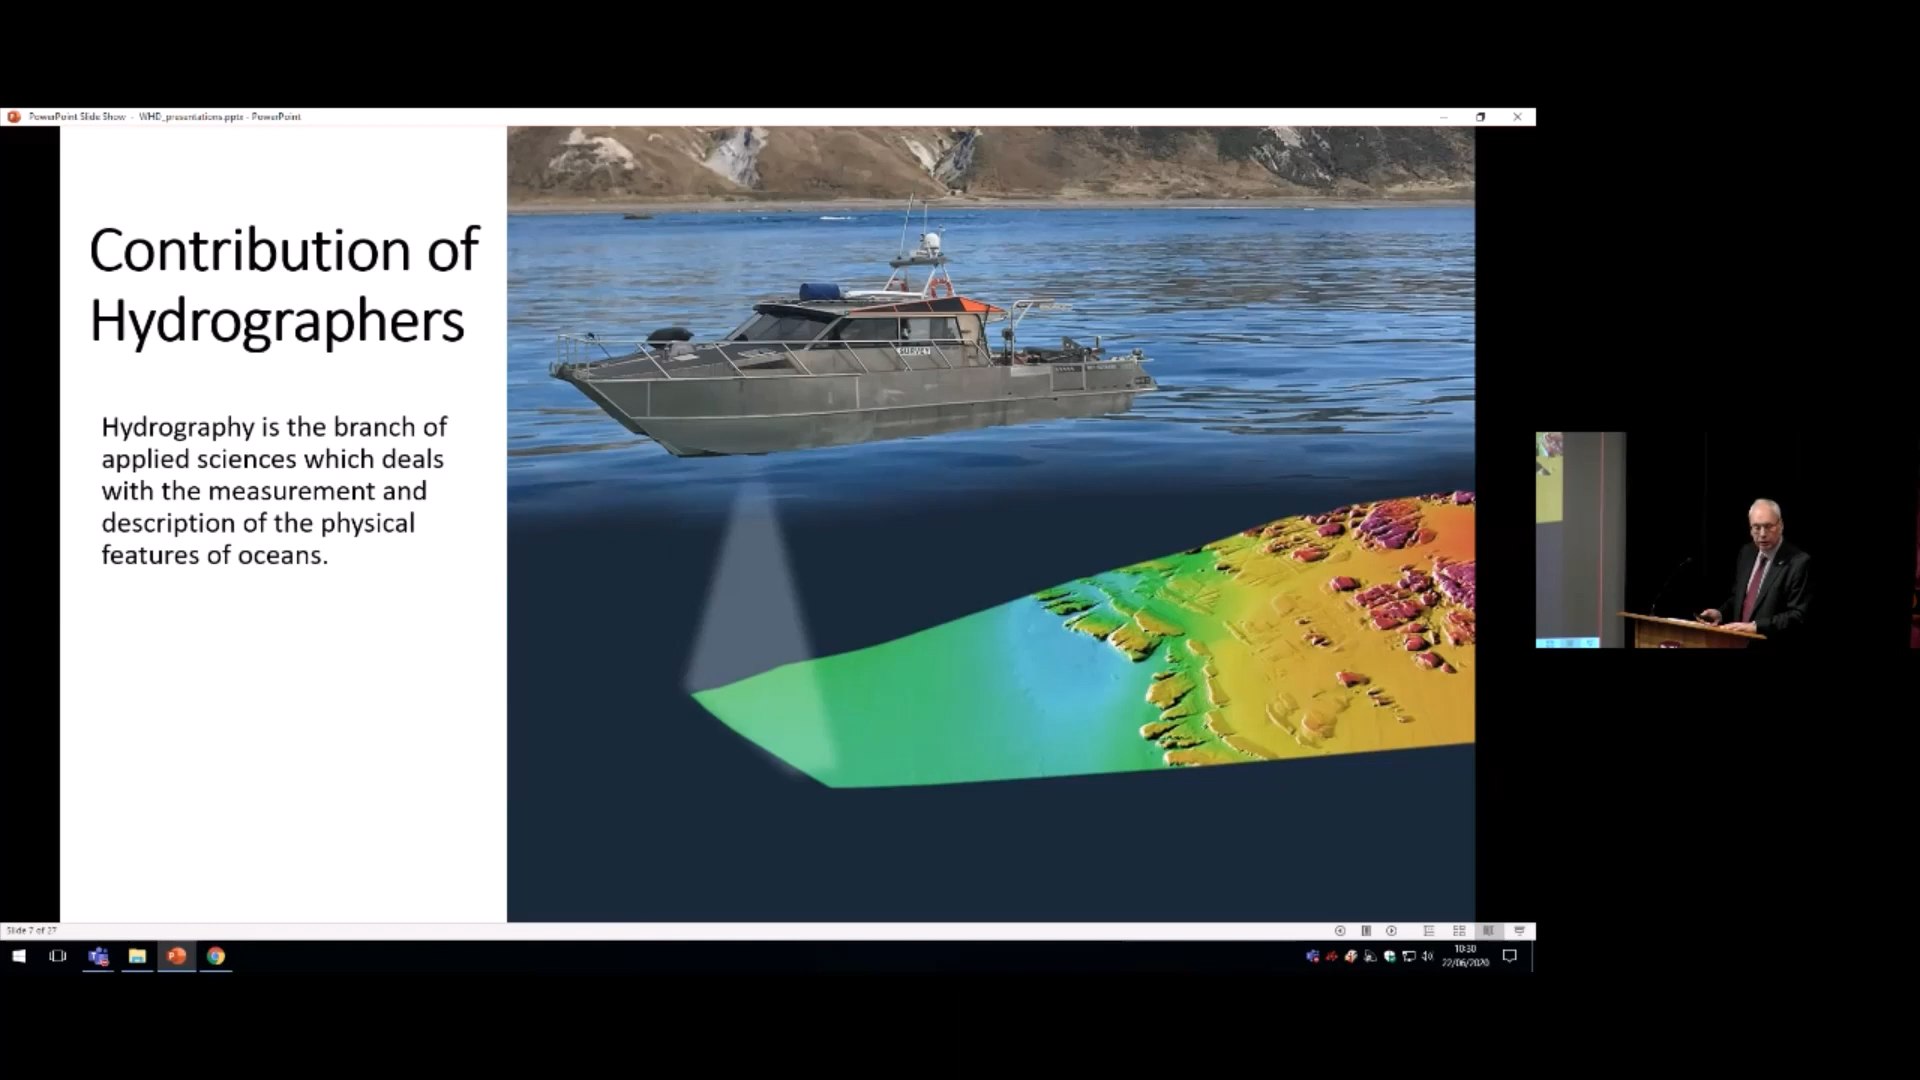 PowerPoint Slide Show - WHD_presentations.pptx - PowerPoint
Contribution of
Hydrographers
Hydrography is the branch of
applied sciences which deals
with the measurement and
description of the physical
features of oceans.
SURVEY
Slide 7 of 27
10:30
22/06/2020